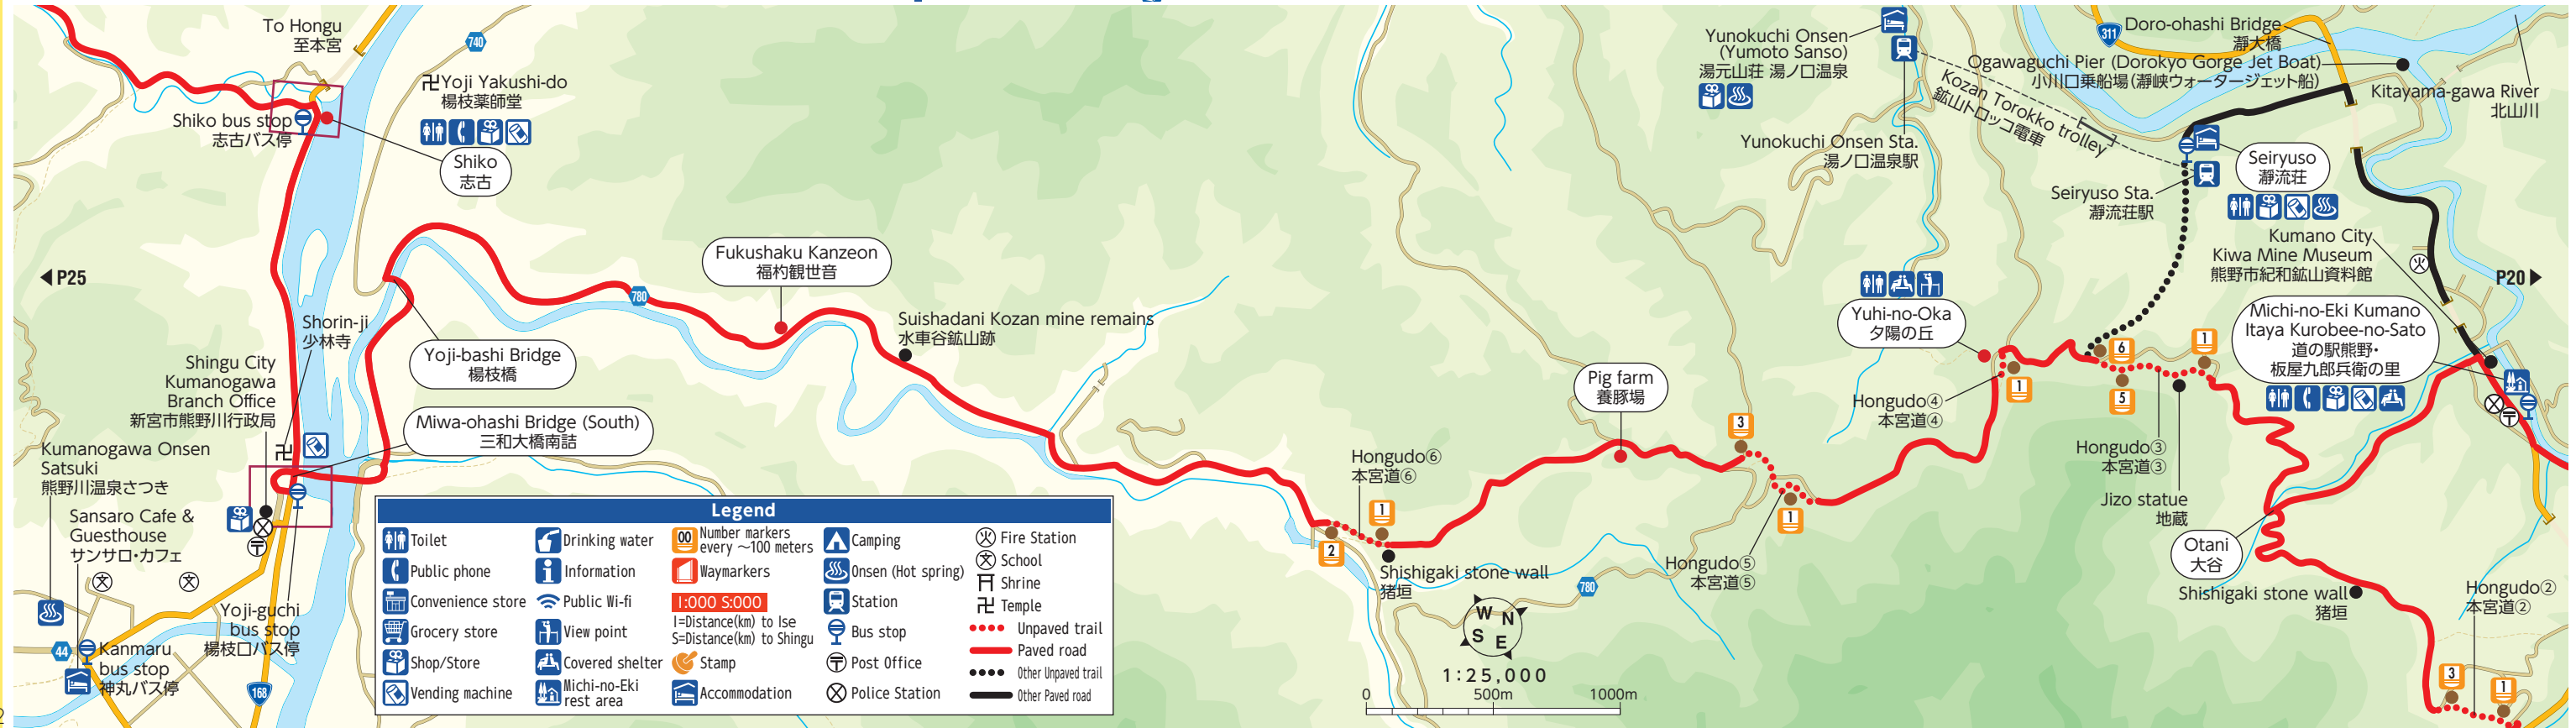 To Hongu
至本宮
740
卍Yoji Yakushi-do
楊枝薬師堂
Shiko bus stop
志古バス停
Shiko
志古
P25
Fukushaku Kanzeon
福杓観世音
780
Suishadani Kozan mine remains
水車谷鉱山跡
Shorin-ji
少林寺
卍
Yoji-bashi Bridge
楊枝橋
Shingu City
Kumanogawa
Branch Office
新宮市熊野川行政局
Miwa-ohashi Bridge (South)
三和大橋南詰
Kumanogawa Onsen
Satsuki
熊野川温泉さつき
Sansaro Cafe &
Guesthouse
サンサロ・カフェ
文
文
Yoji-guchi
bus stop
楊枝口バス停
44
Kanmaru
bus stop
神丸バス停
168
Legend
Toilet
Public phone
Convenience store
Grocery store
Shop/Store
Vending machine
Drinking water
Information
Public Wi-fi
View point
Covered shelter
Michi-no-Eki
rest area
00
Number markers
every ～100 meters
Waymarkers
I:000 S:000
I=Distance(km) to Ise
S=Distance(km) to Shingu
Stamp
Accommodation
Camping
Onsen (Hot spring)
Station
Bus stop
〒
Post Office
Police Station
火
Fire Station
文
School
Shrine
卍
Temple
Unpaved trail
Paved road
Other Unpaved trail
Other Paved road
Hongudo⑥
本宮道⑥
1
2
Shishigaki stone wall
猪垣
780
W N
S E
1:25,000
0
500m
1000m
Pig farm
養豚場
3
1
Hongudo⑤
本宮道⑤
Yunokuchi Onsen
(Yumoto Sanso)
湯元山荘 湯ノ口温泉
Yunokuchi Onsen Sta.
湯ノ口温泉駅
Kozan Torokko trolley
鉱山トロッコ電車
311
Doro-ohashi Bridge
瀞大橋
Ogawaguchi Pier (Dorokyo Gorge Jet Boat)
小川口乗船場(瀞峡ウォータージェット船)
Kitayama-gawa River
北山川
Seiryuso
瀞流荘
Seiryuso Sta.
瀞流荘駅
Kumano City
Kiwa Mine Museum
熊野市紀和鉱山資料館
火
P20
Yuhi-no-Oka
夕陽の丘
Michi-no-Eki Kumano
Itaya Kurobee-no-Sato
道の駅熊野・
板屋九郎兵衛の里
〒
Hongudo④
本宮道④
1
6
5
1
Hongudo③
本宮道③
Jizo statue
地蔵
Otani
大谷
Shishigaki stone wall
猪垣
Hongudo②
本宮道②
3
1
2